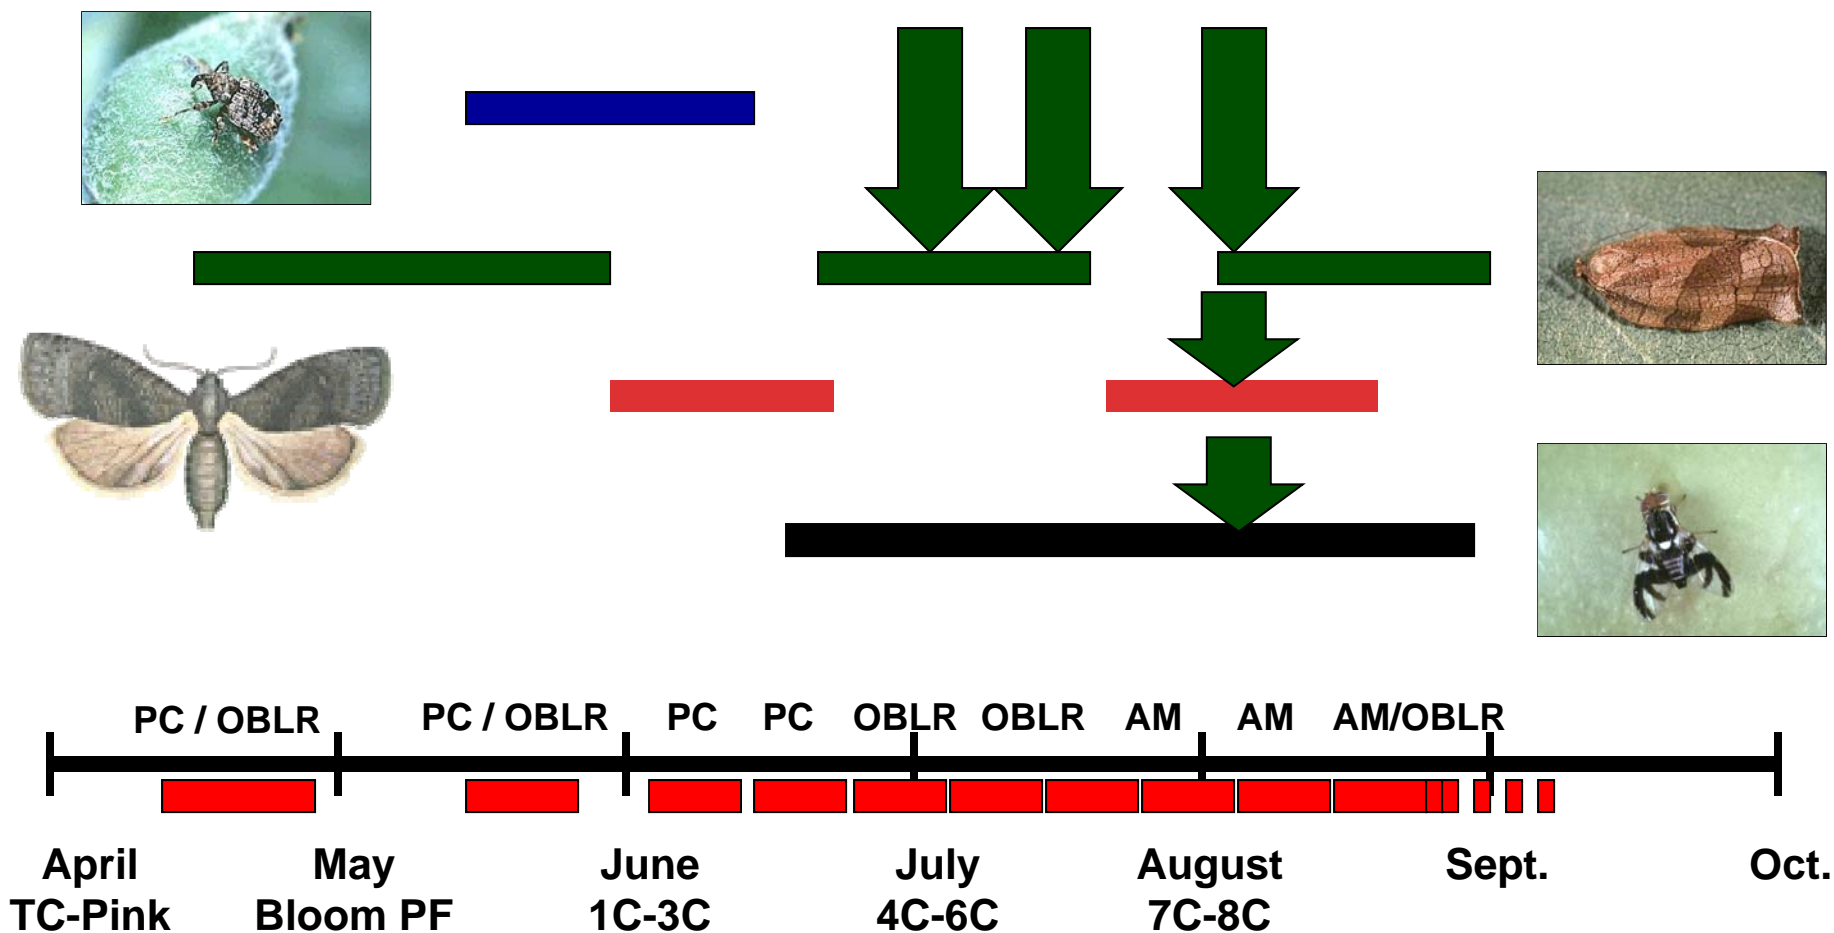 PC / OBLR PC / OBLR PC PC OBLR OBLR AM AM AM/OBLR
April May June July August Sept. Oct.
TC-Pink Bloom PF 1C-3C 4C-6C 7C-8C